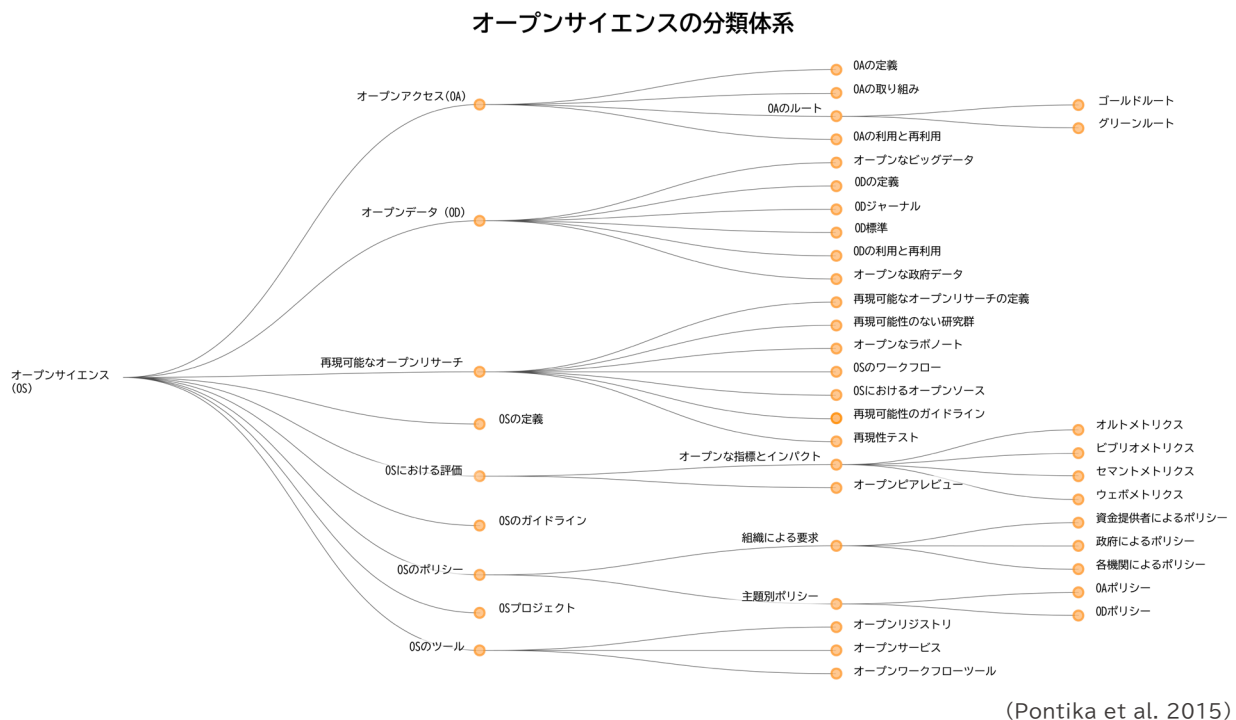 オープンサイエンスの分類体系
オープンサイエンス
(OS)
オープンアクセス(OA)
OAの定義
OAの取り組み
OAのルート
ゴールドルート
グリーンルート
OAの利用と再利用
オープンデータ (OD)
オープンなビッグデータ
ODの定義
ODジャーナル
OD標準
ODの利用と再利用
オープンな政府データ
再現可能なオープンリサーチ
再現可能なオープンリサーチの定義
再現可能性のない研究群
オープンなラボノート
OSのワークフロー
OSにおけるオープンソース
再現可能性のガイドライン
再現性テスト
OSの定義
OSにおける評価
オープンな指標とインパクト
オルトメトリクス
ビブリオメトリクス
セマントメトリクス
ウェボメトリクス
オープンピアレビュー
OSのガイドライン
OSのポリシー
組織による要求
資金提供者によるポリシー
政府によるポリシー
各機関によるポリシー
主題別ポリシー
OAポリシー
ODポリシー
OSプロジェクト
OSのツール
オープンリジストリ
オープンサービス
オープンワークフローツール
(Pontika et al. 2015)